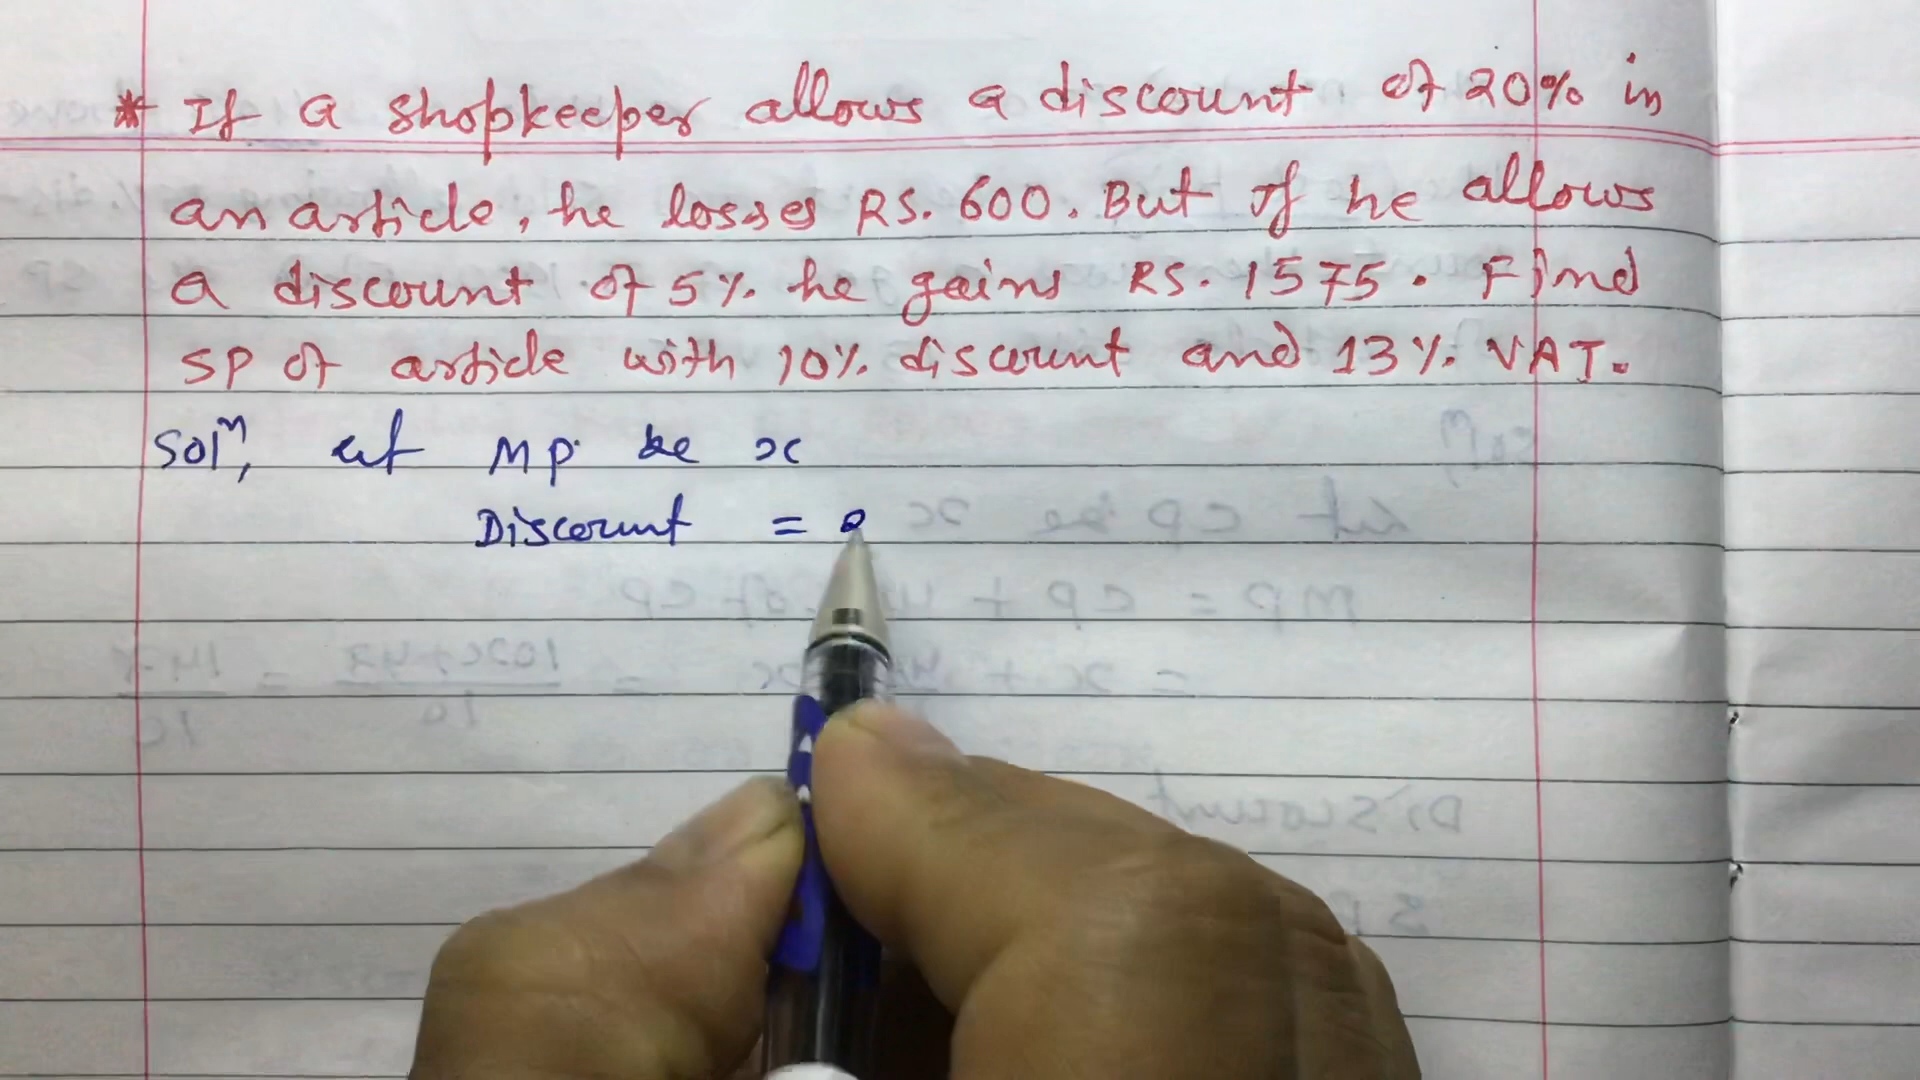 * If a shopkeeper allows a discount of 20% in
an article, he losses RS. 600. But if he allows
a discount of 5% he gains RS. 1575. Find
SP of article with 10% discount and 13% VAT.
Solⁿ, let MP be x
Discount =